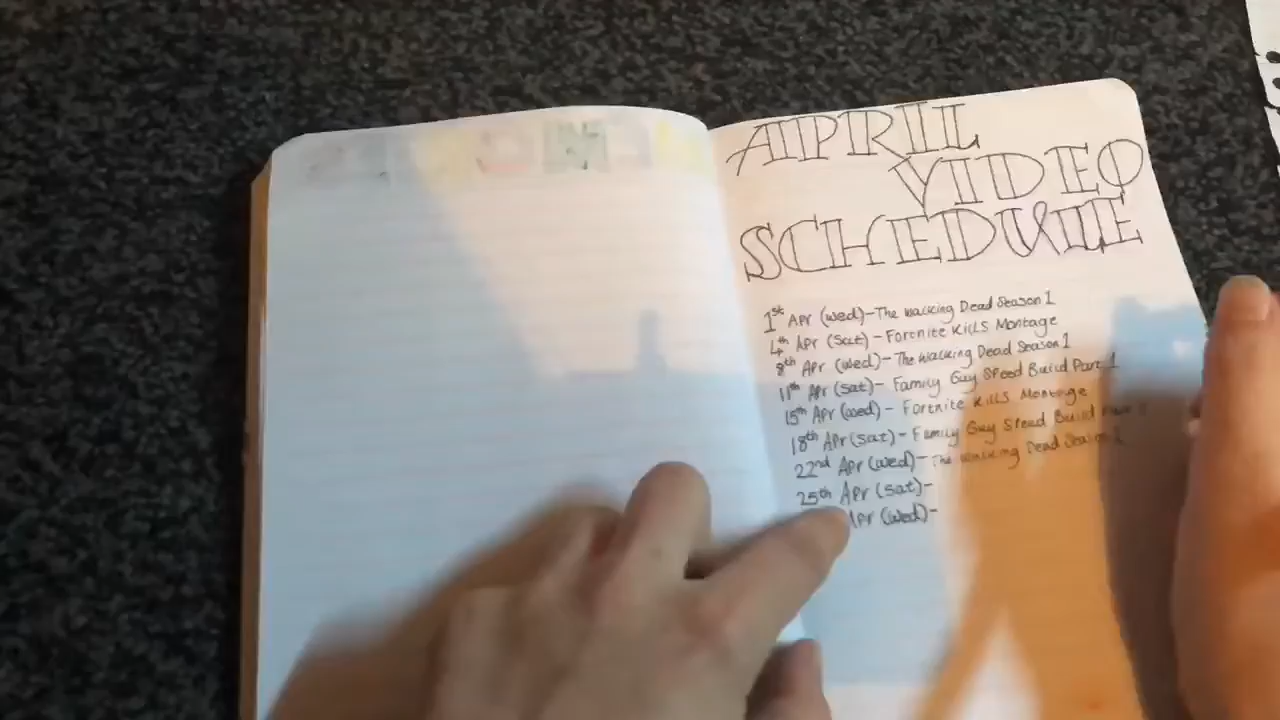 APRIL
VIDEO
SCHEDULE
1st Apr (wed)-The Walking Dead Season 1
4th Apr (Sat)- Fortnite Kills Montage
8th Apr (wed)-The Walking Dead Season 1
11th Apr (Sat)- Family Guy Speed Build Part 1
15th Apr (wed)- Fortnite Kills Montage
18th Apr (Sat)- Family Guy Speed Build
22nd Apr (wed)-The Walking Dead Season
25th Apr (Sat)-
Apr (wed)-